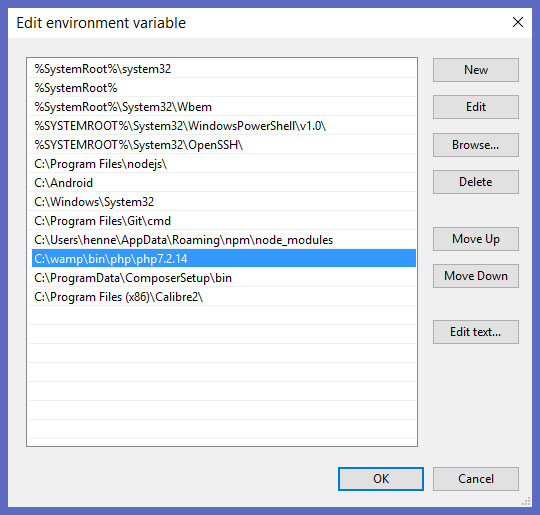 Edit environment variable
%SystemRoot%\system32
%SystemRoot%
%SystemRoot%\System32\Wbem
%SYSTEMROOT%\System32\WindowsPowerShell\v1.0\
%SYSTEMROOT%\System32\OpenSSH\
C:\Program Files\nodejs\
C:\Android
C:\Windows\System32
C:\Program Files\Git\cmd
C:\Users\henne\AppData\Roaming\npm\node_modules
C:\wamp\bin\php\php7.2.14
C:\ProgramData\ComposerSetup\bin
C:\Program Files (x86)\Calibre2\
New
Edit
Browse...
Delete
Move Up
Move Down
Edit text...
OK
Cancel